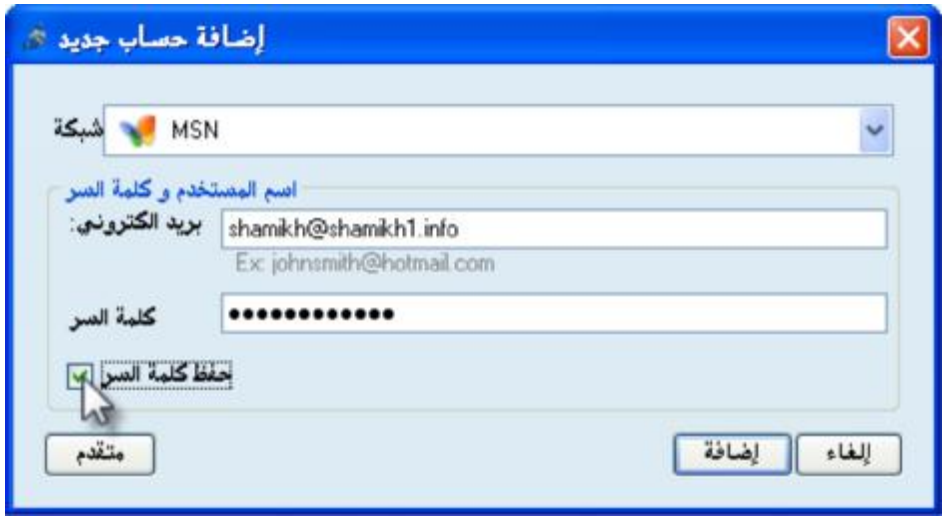 إضافة حساب جديد
شبكة MSN
اسم المستخدم و كلمة السر
بريد الكتروني: shamikh@shamikh1.info
Ex: johnsmith@hotmail.com
كلمة السر ●●●●●●●●●●●●
حفظ كلمة السر
متقدم إضافة إلغاء